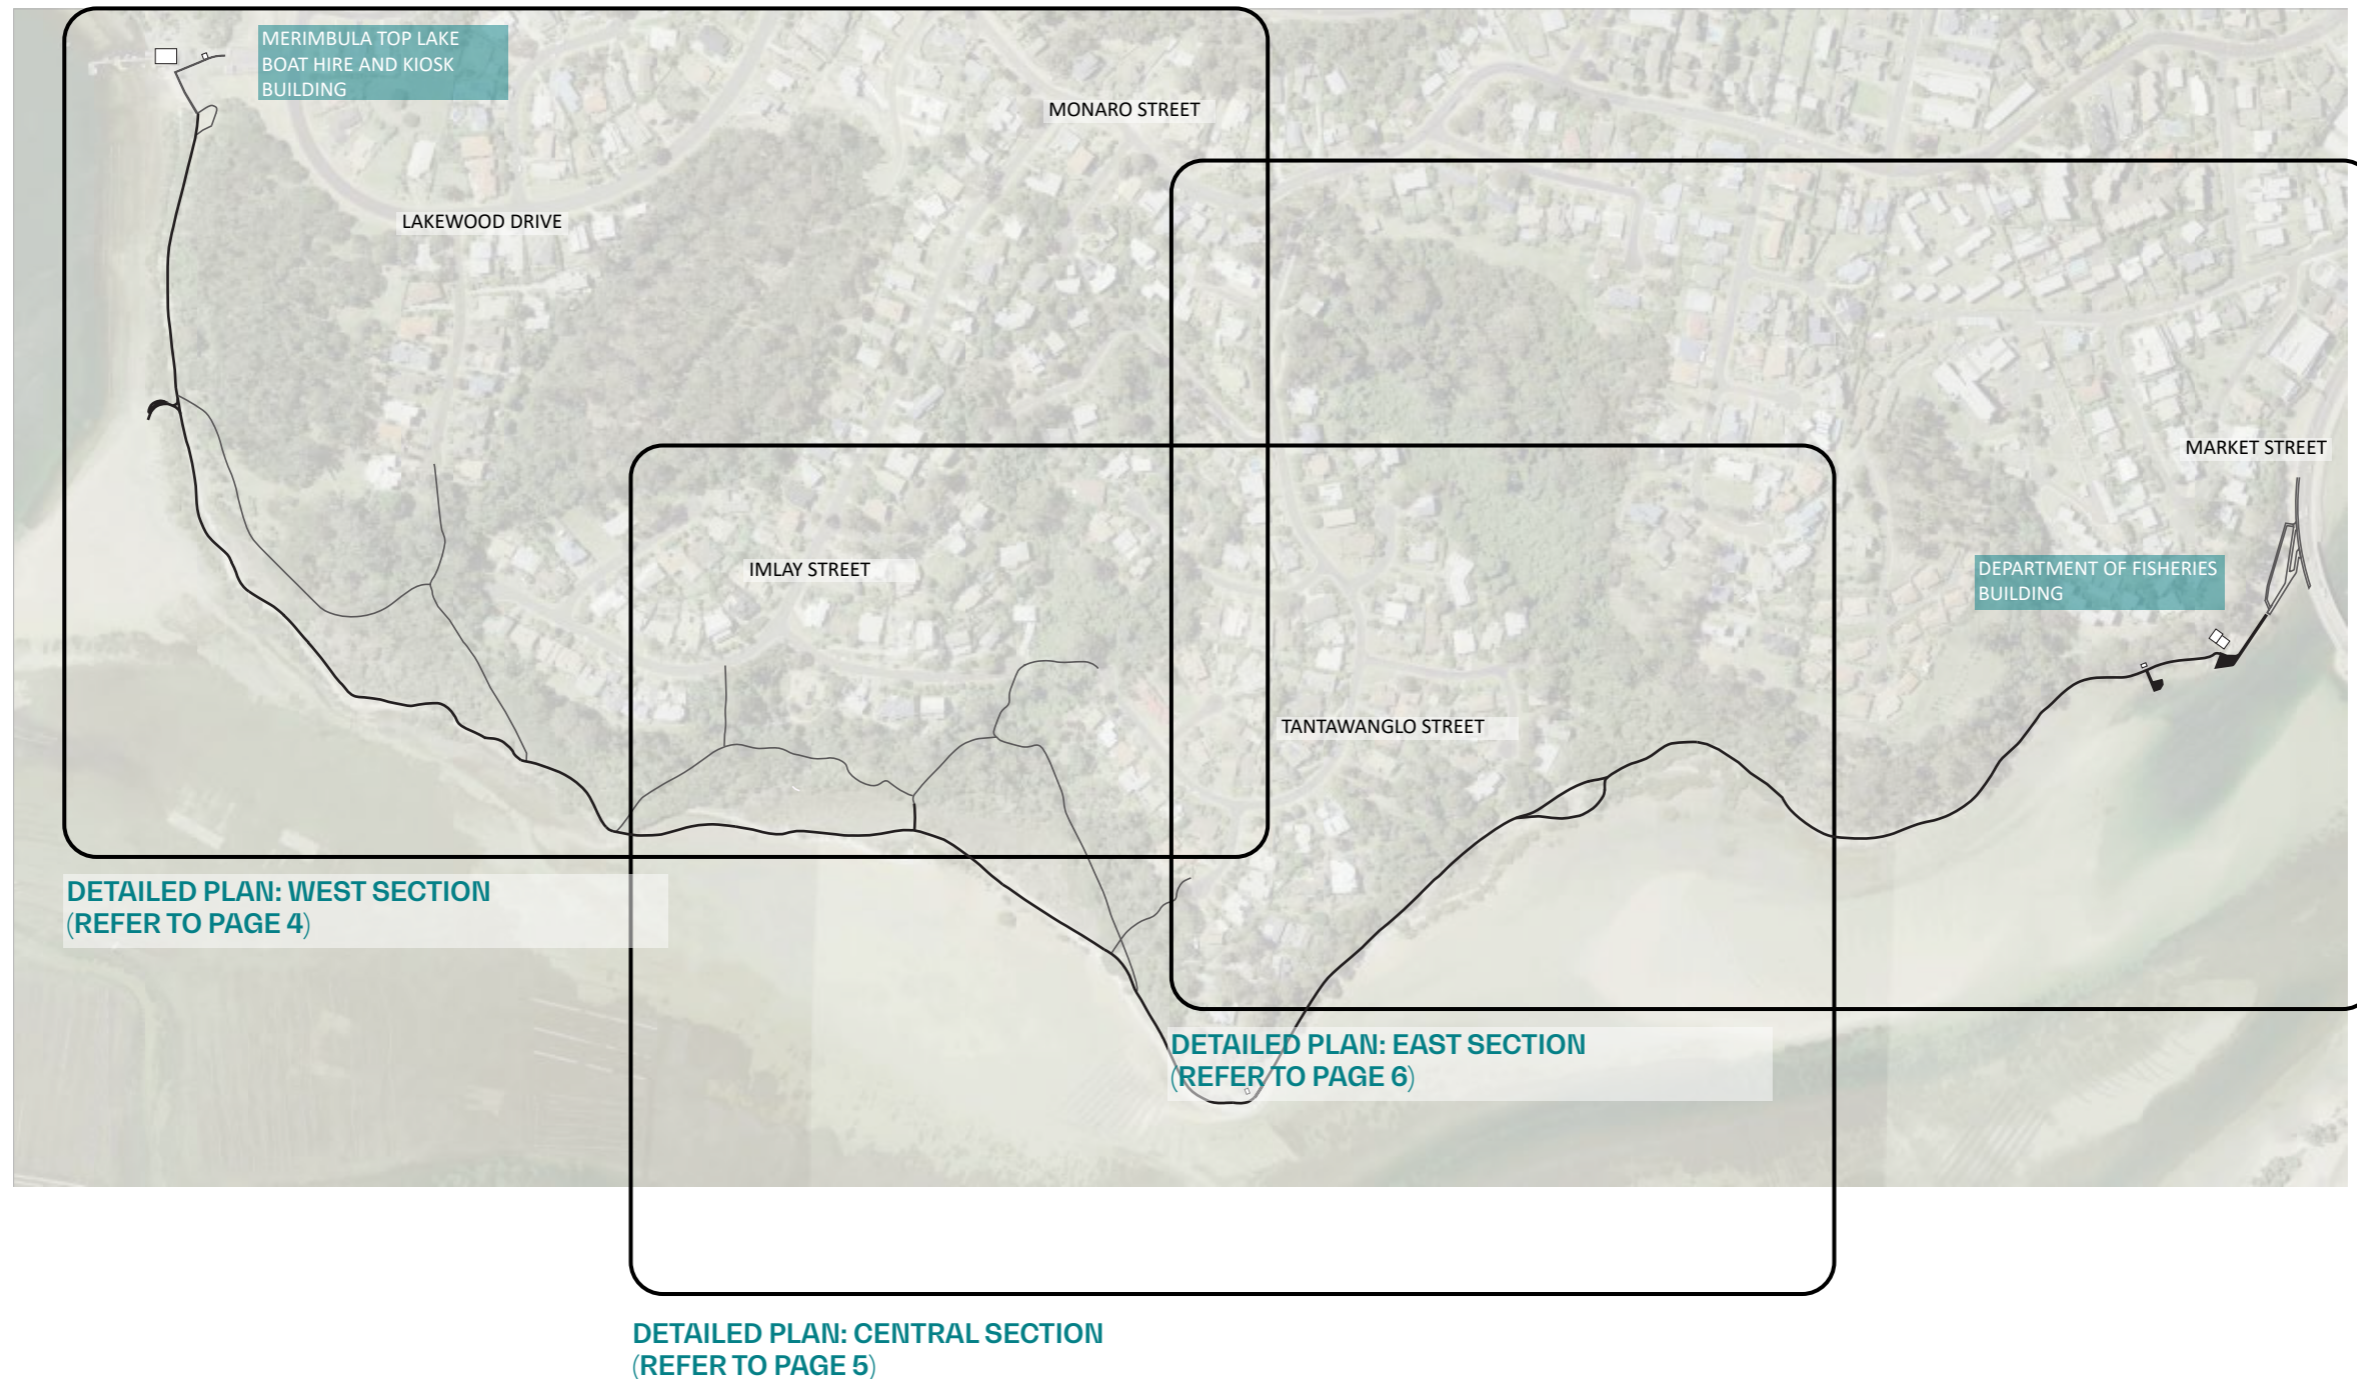 MERIMBULA TOP LAKE
BOAT HIRE AND KIOSK
BUILDING
MONARO STREET
LAKEWOOD DRIVE
MARKET STREET
IMLAY STREET
DEPARTMENT OF FISHERIES
BUILDING
TANTAWANGLO STREET
DETAILED PLAN: WEST SECTION
(REFER TO PAGE 4)
DETAILED PLAN: EAST SECTION
(REFER TO PAGE 6)
DETAILED PLAN: CENTRAL SECTION
(REFER TO PAGE 5)